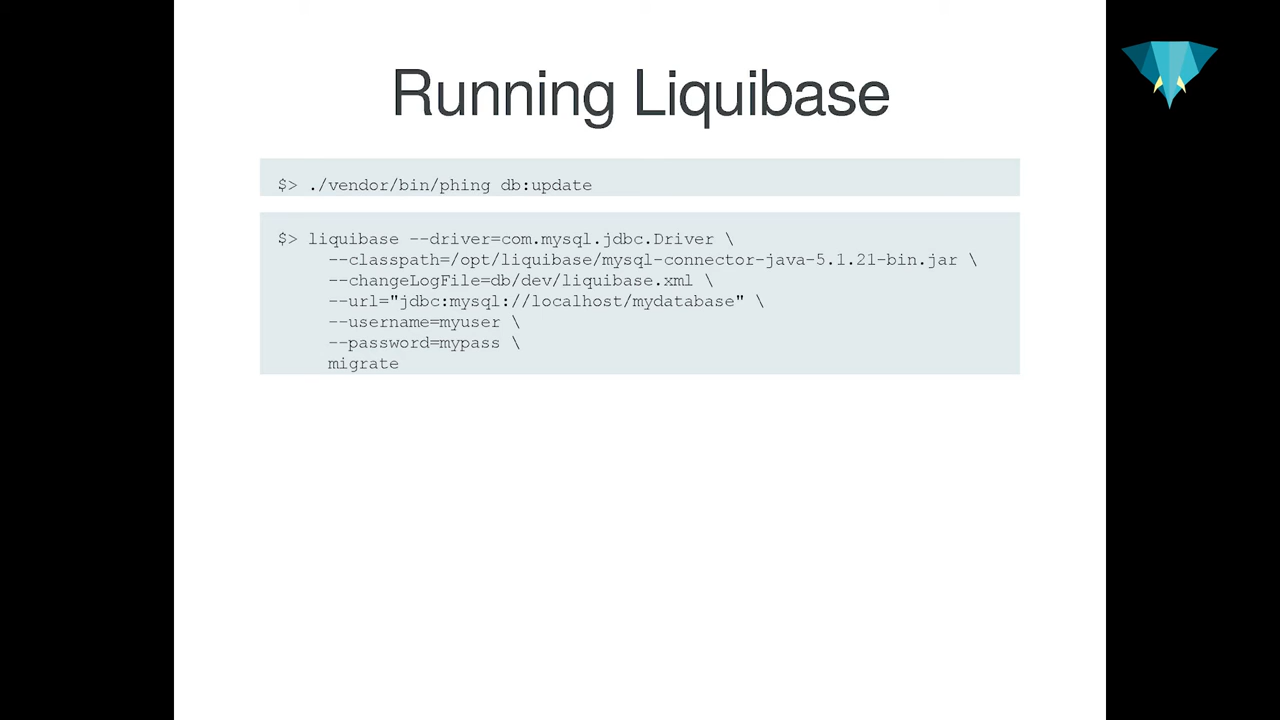 Running Liquibase
$> ./vendor/bin/phing db:update
$> liquibase --driver=com.mysql.jdbc.Driver \
--classpath=/opt/liquibase/mysql-connector-java-5.1.21-bin.jar \
--changeLogFile=db/dev/liquibase.xml \
--url="jdbc:mysql://localhost/mydatabase" \
--username=myuser \
--password=mypass \
migrate